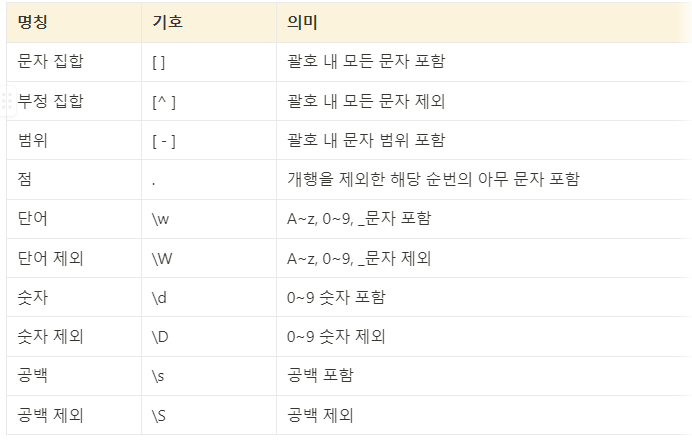 명칭 기호 의미
문자 집합 [ ] 괄호 내 모든 문자 포함
부정 집합 [^ ] 괄호 내 모든 문자 제외
범위 [ - ] 괄호 내 문자 범위 포함
점 . 개행을 제외한 해당 순번의 아무 문자 포함
단어 \w A~z, 0~9, _문자 포함
단어 제외 \W A~z, 0~9, _문자 제외
숫자 \d 0~9 숫자 포함
숫자 제외 \D 0~9 숫자 제외
공백 \s 공백 포함
공백 제외 \S 공백 제외